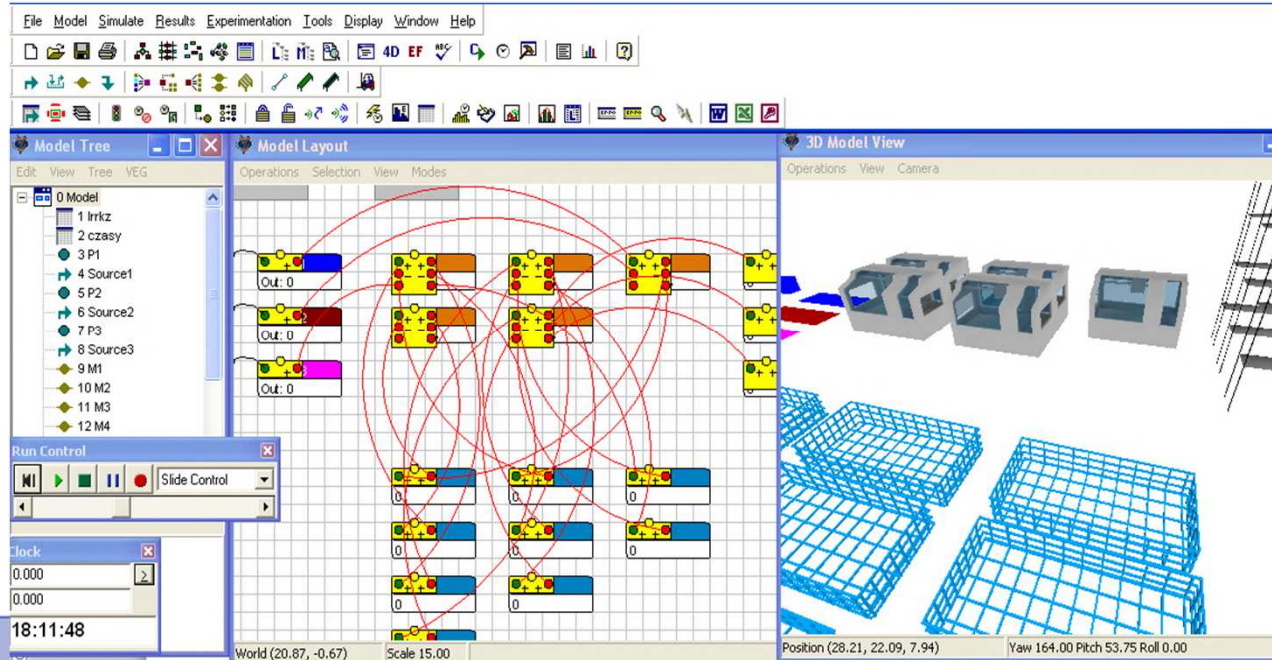 File Model Simulate Results Experimentation Tools Display Window Help
4D EF ABC
Model Tree
Edit View Tree VEG
0 Model
1 lrrkz
2 czasy
3 P1
4 Source1
5 P2
6 Source2
7 P3
8 Source3
9 M1
10 M2
11 M3
12 M4
Run Control
Slide Control
Clock
0.000
0.000
18:11:48
Model Layout
Operations Selection View Modes
Out: 0
Out: 0
Out: 0
0
0
0
0
0
0
0
0
World (20.87, -0.67) Scale 15.00
3D Model View
Operations View Camera
Position (28.21, 22.09, 7.94) Yaw 164.00 Pitch 53.75 Roll 0.00